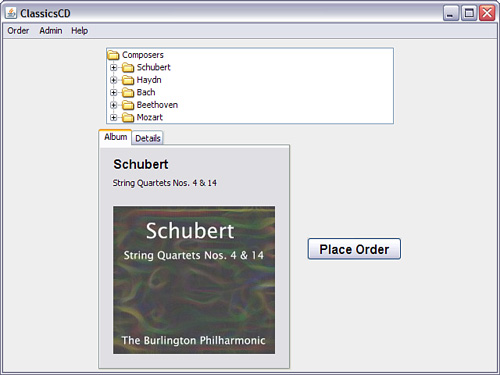 ClassicsCD
Order Admin Help
Composers
Schubert
Haydn
Bach
Beethoven
Mozart
Album Details
Schubert
String Quartets Nos. 4 & 14
Schubert
String Quartets Nos. 4 & 14
Place Order
The Burlington Philharmonic